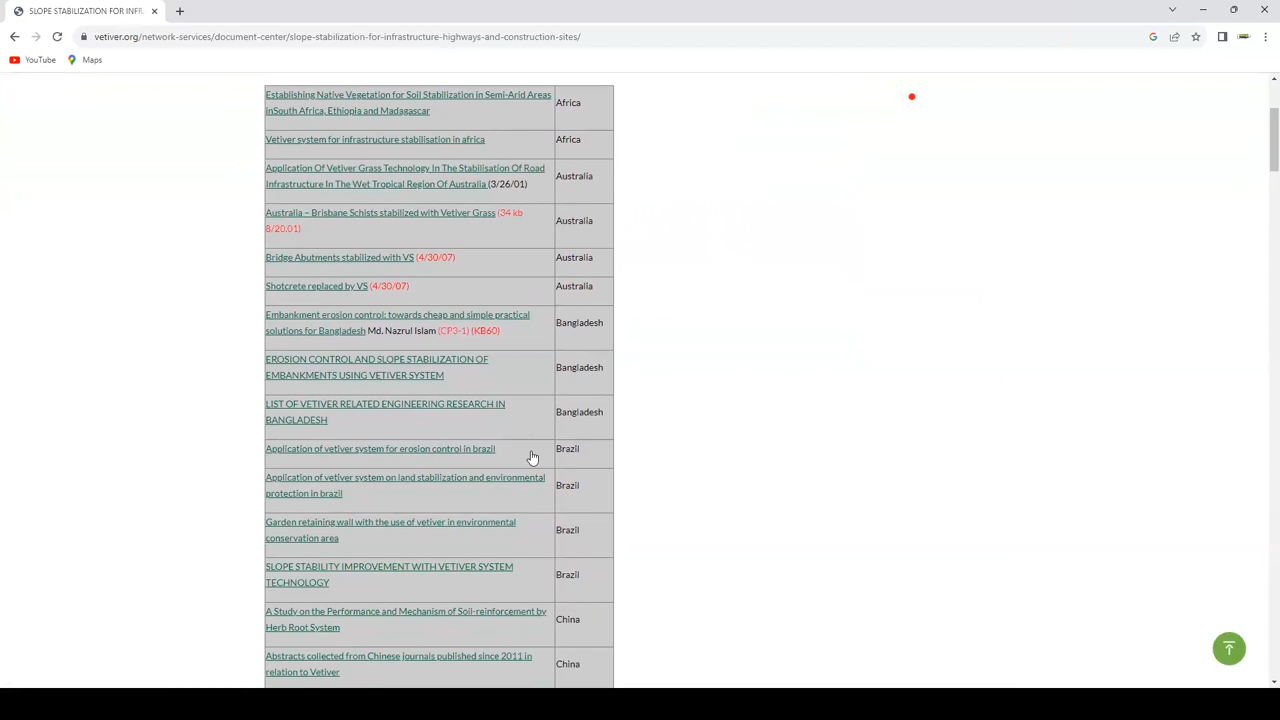 SLOPE STABILIZATION FOR INFR
vetiver.org/network-services/document-center/slope-stabilization-for-infrastructure-highways-and-construction-sites/
YouTube
Maps
Establishing Native Vegetation for Soil Stabilization in Semi-Arid Areas
inSouth Africa, Ethiopia and Madagascar
Africa
Vetiver system for infrastructure stabilisation in africa
Africa
Application Of Vetiver Grass Technology In The Stabilisation Of Road
Infrastructure In The Wet Tropical Region Of Australia (3/26/01)
Australia
Australia – Brisbane Schists stabilized with Vetiver Grass (34 kb
8/20.01)
Australia
Bridge Abutments stabilized with VS (4/30/07)
Australia
Shotcrete replaced by VS (4/30/07)
Australia
Embankment erosion control: towards cheap and simple practical
solutions for Bangladesh Md. Nazrul Islam (CP3-1) (KB60)
Bangladesh
EROSION CONTROL AND SLOPE STABILIZATION OF
EMBANKMENTS USING VETIVER SYSTEM
Bangladesh
LIST OF VETIVER RELATED ENGINEERING RESEARCH IN
BANGLADESH
Bangladesh
Application of vetiver system for erosion control in brazil
Brazil
Application of vetiver system on land stabilization and environmental
protection in brazil
Brazil
Garden retaining wall with the use of vetiver in environmental
conservation area
Brazil
SLOPE STABILITY IMPROVEMENT WITH VETIVER SYSTEM
TECHNOLOGY
Brazil
A Study on the Performance and Mechanism of Soil-reinforcement by
Herb Root System
China
Abstracts collected from Chinese journals published since 2011 in
relation to Vetiver
China